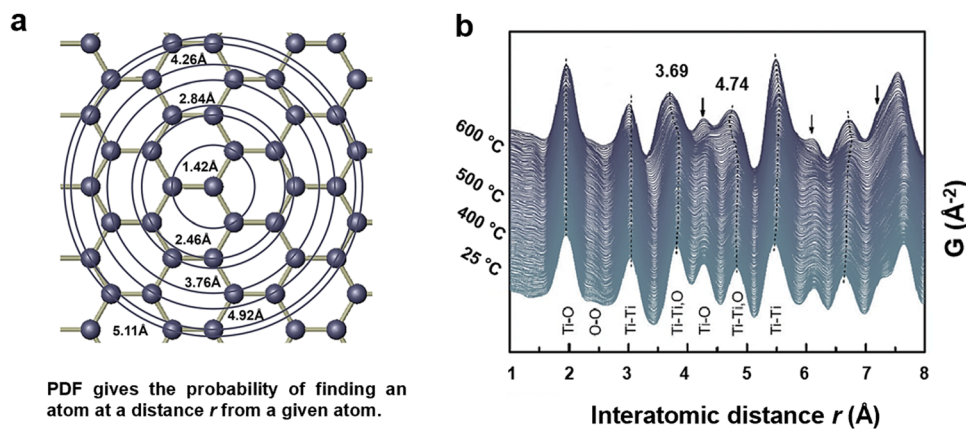 a
4.26Å
2.84Å
1.42Å
2.46Å
3.76Å
4.92Å
5.11Å
PDF gives the probability of finding an
atom at a distance r from a given atom.
b
3.69
4.74
600 °C
500 °C
400 °C
25 °C
Ti–O
O–O
Ti–Ti
Ti–Ti,O
Ti–O
Ti–Ti,O
Ti–Ti
1 2 3 4 5 6 7 8
Interatomic distance r (Å)
G (Å-2)